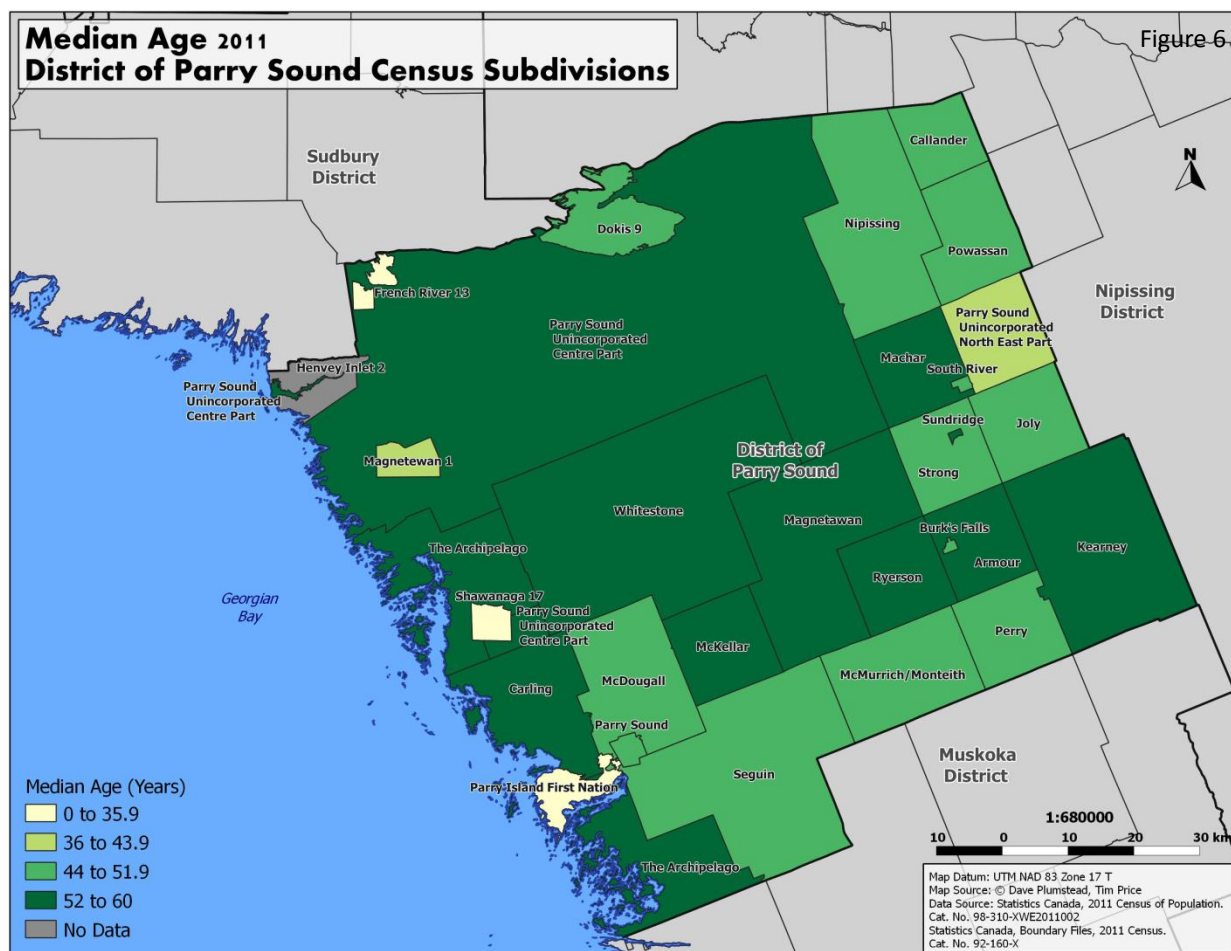 Median Age 2011
District of Parry Sound Census Subdivisions
Figure 6
Sudbury
District
Callander
N
Dokis 9
Nipissing
Powassan
French River 13
Nipissing
District
Parry Sound
Unincorporated
North East Part
Parry Sound
Unincorporated
Centre Part
Machar
South River
Henvey Inlet 2
Parry Sound
Unincorporated
Centre Part
Sundridge
Joly
District of
Parry Sound
Magnetewan 1
Strong
Whitestone
Magnetawan
Burk's Falls
The Archipelago
Kearney
Armour
Ryerson
Georgian
Bay
Shawanaga 17
Parry Sound
Unincorporated
Centre Part
Perry
McKellar
McMurrich/Monteith
McDougall
Carling
Parry Sound
Muskoka
District
Seguin
Parry Island First Nation
The Archipelago
Median Age (Years)
0 to 35.9
36 to 43.9
44 to 51.9
52 to 60
No Data
1:680000
10 0 10 20 30 km
Map Datum: UTM NAD 83 Zone 17 T
Map Source: © Dave Plumstead, Tim Price
Data Source: Statistics Canada, 2011 Census of Population.
Cat. No. 98-310-XWE2011002
Statistics Canada, Boundary Files, 2011 Census.
Cat. No. 92-160-X